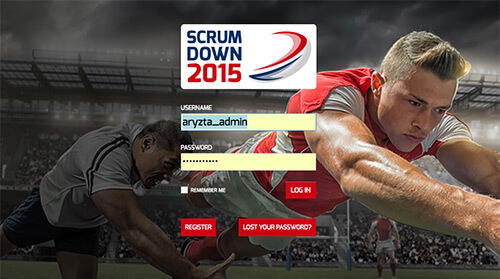 SCRUM
DOWN
2015
USERNAME
aryzta_admin
PASSWORD
•••••••••••
REMEMBER ME
LOG IN
REGISTER
LOST YOUR PASSWORD?